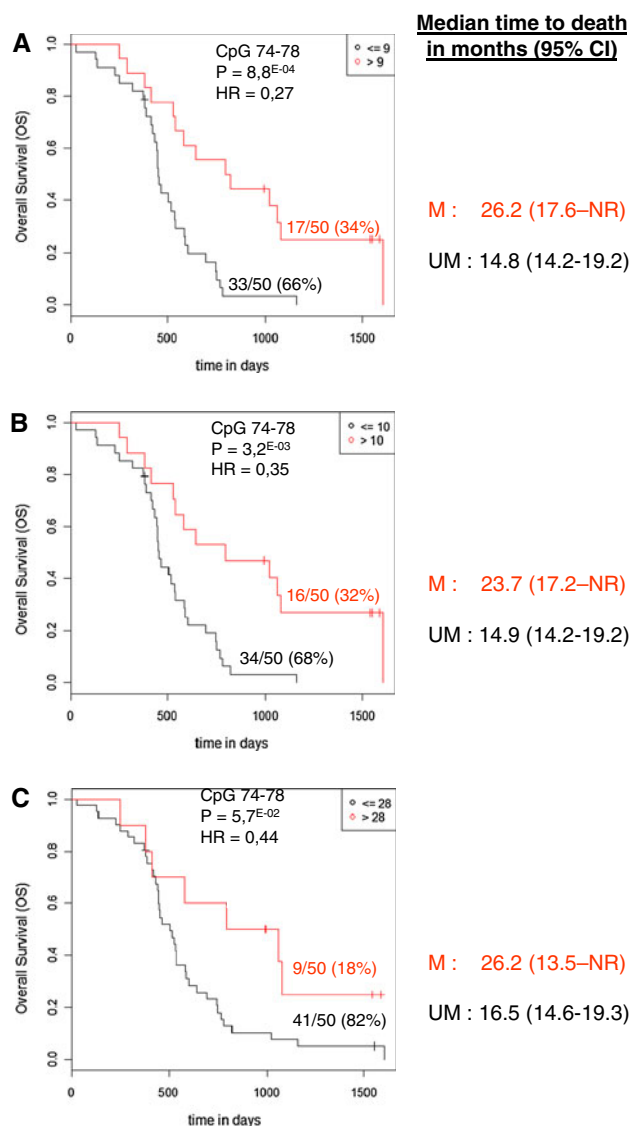 Median time to death
in months (95% CI)
A
CpG 74-78
P = 8,8E-04
HR = 0,27
<= 9
> 9
Overall Survival (OS)
1.0
0.8
0.6
0.4
0.2
0.0
17/50 (34%)
33/50 (66%)
0
500
1000
1500
time in days
M : 26.2 (17.6–NR)
UM : 14.8 (14.2-19.2)
B
CpG 74-78
P = 3,2E-03
HR = 0,35
<= 10
> 10
Overall Survival (OS)
1.0
0.8
0.6
0.4
0.2
0.0
16/50 (32%)
34/50 (68%)
0
500
1000
1500
time in days
M : 23.7 (17.2–NR)
UM : 14.9 (14.2-19.2)
C
CpG 74-78
P = 5,7E-02
HR = 0,44
<= 28
> 28
Overall Survival (OS)
1.0
0.8
0.6
0.4
0.2
0.0
9/50 (18%)
41/50 (82%)
0
500
1000
1500
time in days
M : 26.2 (13.5–NR)
UM : 16.5 (14.6-19.3)